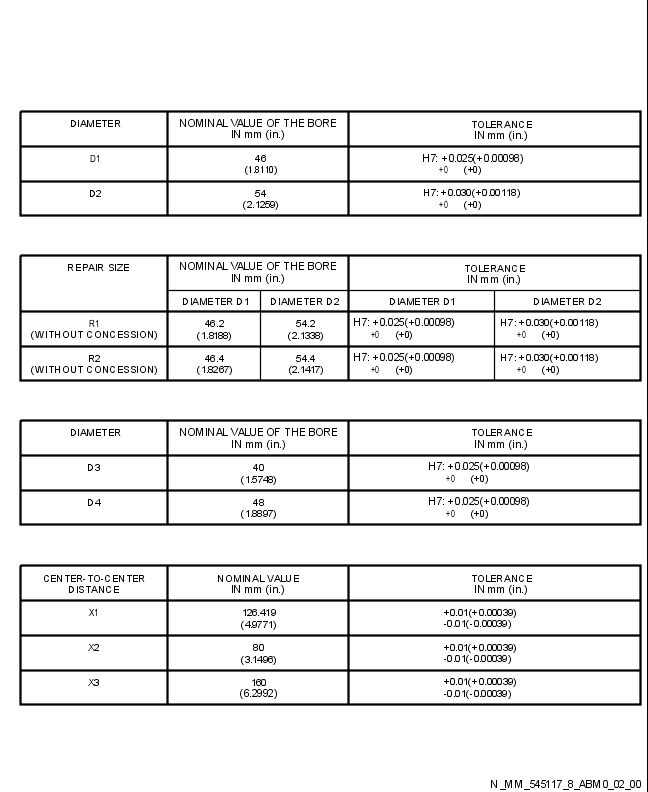 DIAMETER NOMINAL VALUE OF THE BORE IN mm (in.) TOLERANCE IN mm (in.)
D1 46 (1.8110) H7: +0.025(+0.00098) +0 (+0)
D2 54 (2.1259) H7: +0.030(+0.00118) +0 (+0)
REPAIR SIZE NOMINAL VALUE OF THE BORE IN mm (in.) TOLERANCE IN mm (in.)
DIAMETER D1 DIAMETER D2 DIAMETER D1 DIAMETER D2
R1 (WITHOUT CONCESSION) 46.2 (1.8188) 54.2 (2.1338) H7: +0.025(+0.00098) +0 (+0) H7: +0.030(+0.00118) +0 (+0)
R2 (WITHOUT CONCESSION) 46.4 (1.8267) 54.4 (2.1417) H7: +0.025(+0.00098) +0 (+0) H7: +0.030(+0.00118) +0 (+0)
DIAMETER NOMINAL VALUE OF THE BORE IN mm (in.) TOLERANCE IN mm (in.)
D3 40 (1.5748) H7: +0.025(+0.00098) +0 (+0)
D4 48 (1.8897) H7: +0.025(+0.00098) +0 (+0)
CENTER-TO-CENTER DISTANCE NOMINAL VALUE IN mm (in.) TOLERANCE IN mm (in.)
X1 126.419 (4.9771) +0.01(+0.00039) -0.01(-0.00039)
X2 80 (3.1496) +0.01(+0.00039) -0.01(-0.00039)
X3 160 (6.2992) +0.01(+0.00039) -0.01(-0.00039)
N_MM_545117_8_ABM0_02_00